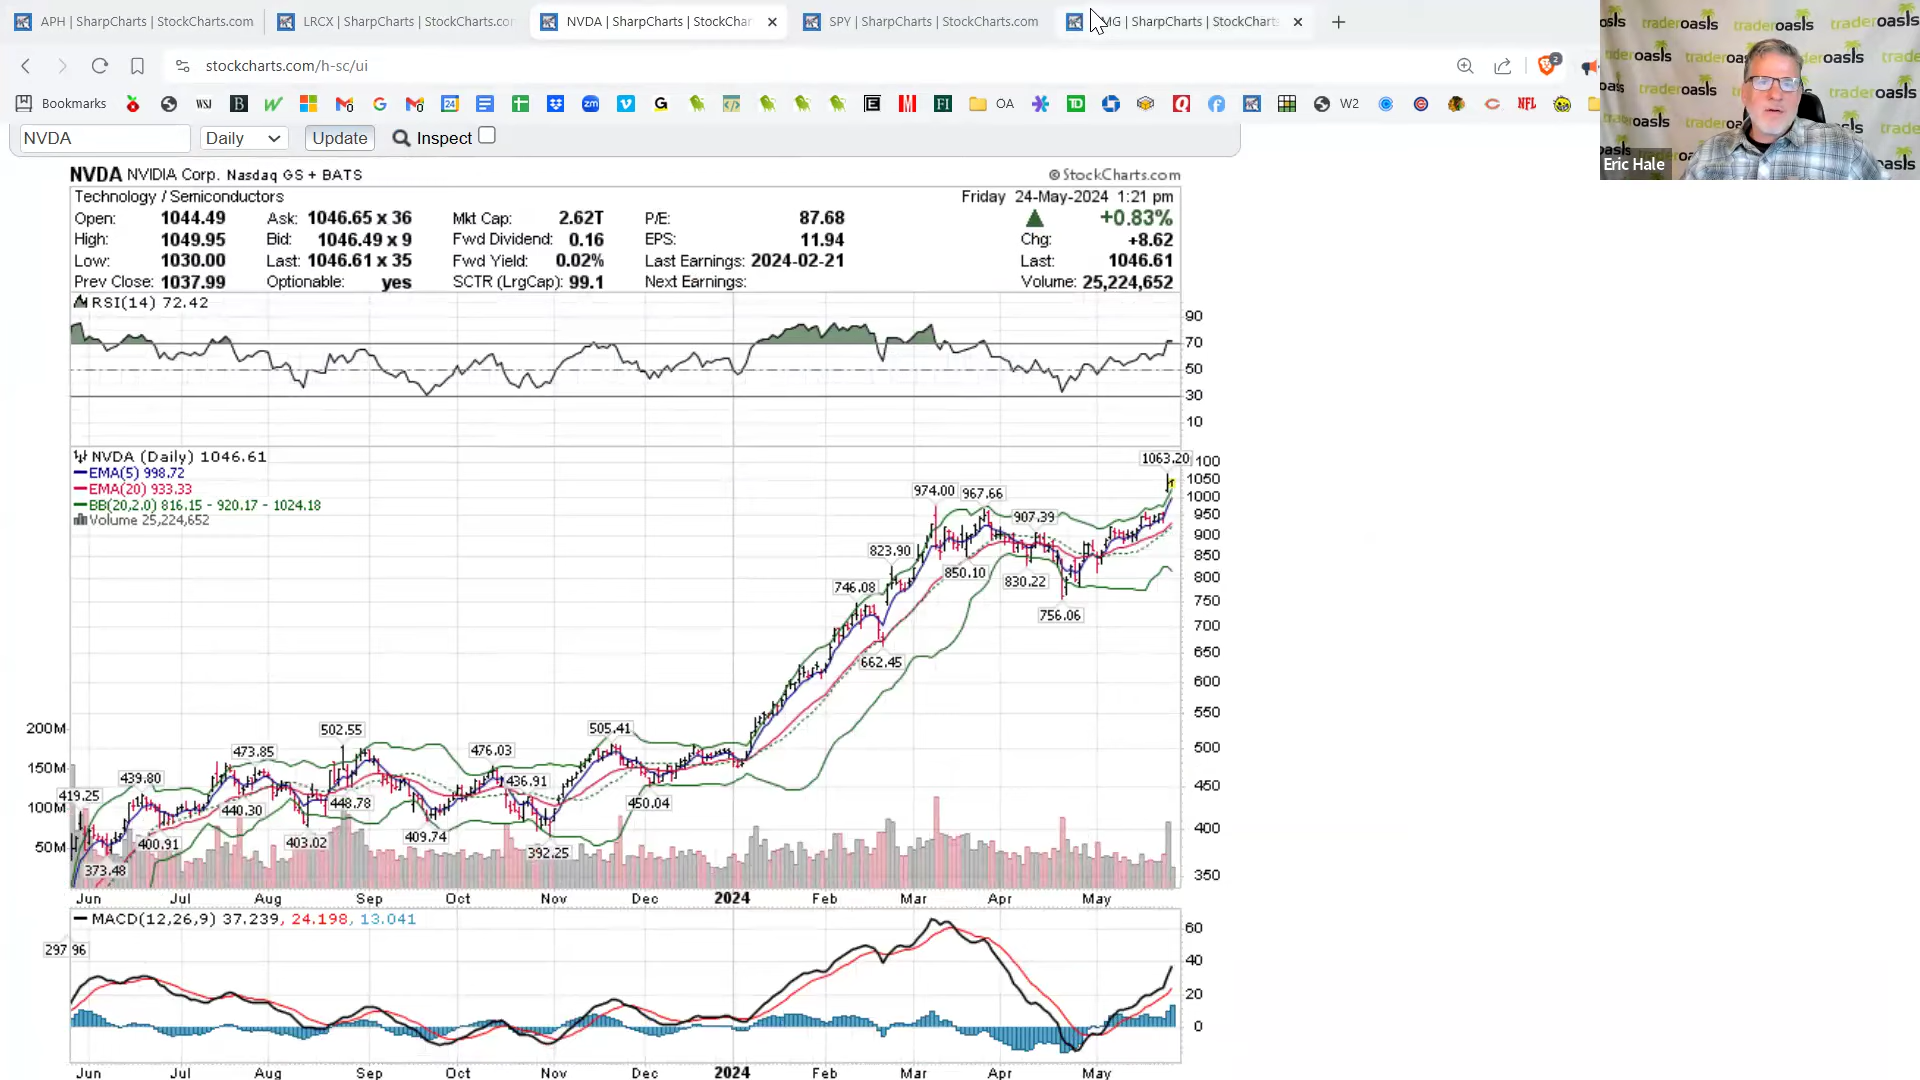 APH | SharpCharts | StockCharts.com
LRCX | SharpCharts | StockCharts.com
NVDA | SharpCharts | StockChar
SPY | SharpCharts | StockCharts.com
MG | SharpCharts | StockCharts
stockcharts.com/h-sc/ui
2
Bookmarks
WSJ
OA
W2
NFL
NVDA
Daily
Update
Inspect
traderoasis
Eric Hale
NVDA NVIDIA Corp. Nasdaq GS + BATS
© StockCharts.com
Technology / Semiconductors
Friday 24-May-2024 1:21 pm
Open: 1044.49 Ask: 1046.65 x 36 Mkt Cap: 2.62T P/E: 87.68 +0.83%
High: 1049.95 Bid: 1046.49 x 9 Fwd Dividend: 0.16 EPS: 11.94 Chg: +8.62
Low: 1030.00 Last: 1046.61 x 35 Fwd Yield: 0.02% Last Earnings: 2024-02-21 Last: 1046.61
Prev Close: 1037.99 Optionable: yes SCTR (LrgCap): 99.1 Next Earnings: Volume: 25,224,652
RSI(14) 72.42
90
70
50
30
10
NVDA (Daily) 1046.61
EMA(5) 998.72
EMA(20) 933.33
BB(20,2.0) 816.15 - 920.17 - 1024.18
Volume 25,224,652
1063.20
974.00
967.66
907.39
823.90
850.10
830.22
746.08
756.06
662.45
502.55
505.41
473.85
476.03
439.80
436.91
419.25
440.30
448.78
450.04
400.91
403.02
409.74
392.25
373.48
297.96
200M
150M
100M
50M
1100
1050
1000
950
900
850
800
750
700
650
600
550
500
450
400
350
Jun Jul Aug Sep Oct Nov Dec 2024 Feb Mar Apr May
MACD(12,26,9) 37.239, 24.198, 13.041
60
40
20
0
Jun Jul Aug Sep Oct Nov Dec 2024 Feb Mar Apr May